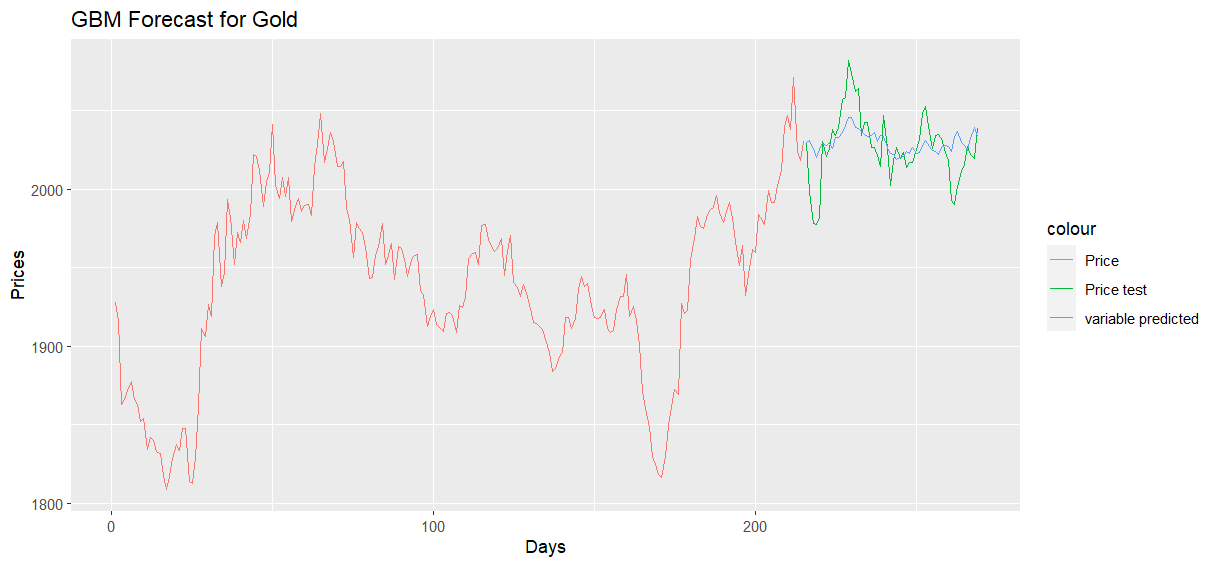 GBM Forecast for Gold
Prices
2000
1900
1800
0
100
200
Days
colour
Price
Price test
variable predicted